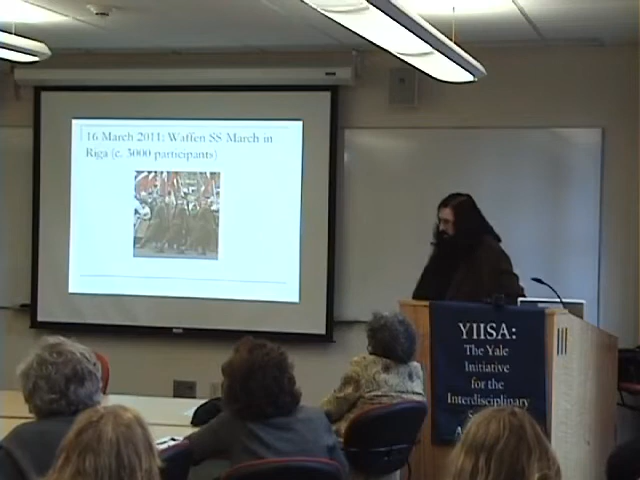 16 March 2011: Waffen SS March in
Riga (c. 3000 participants)
YIISA:
The Yale
Initiative
for the
Interdisciplinary